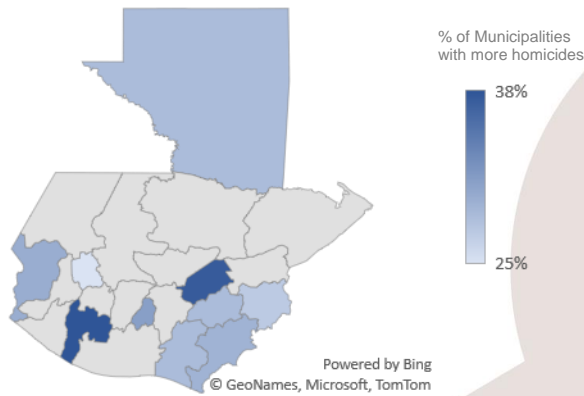 % of Municipalities
with more homicides
38%
25%
Powered by Bing
© GeoNames, Microsoft, TomTom